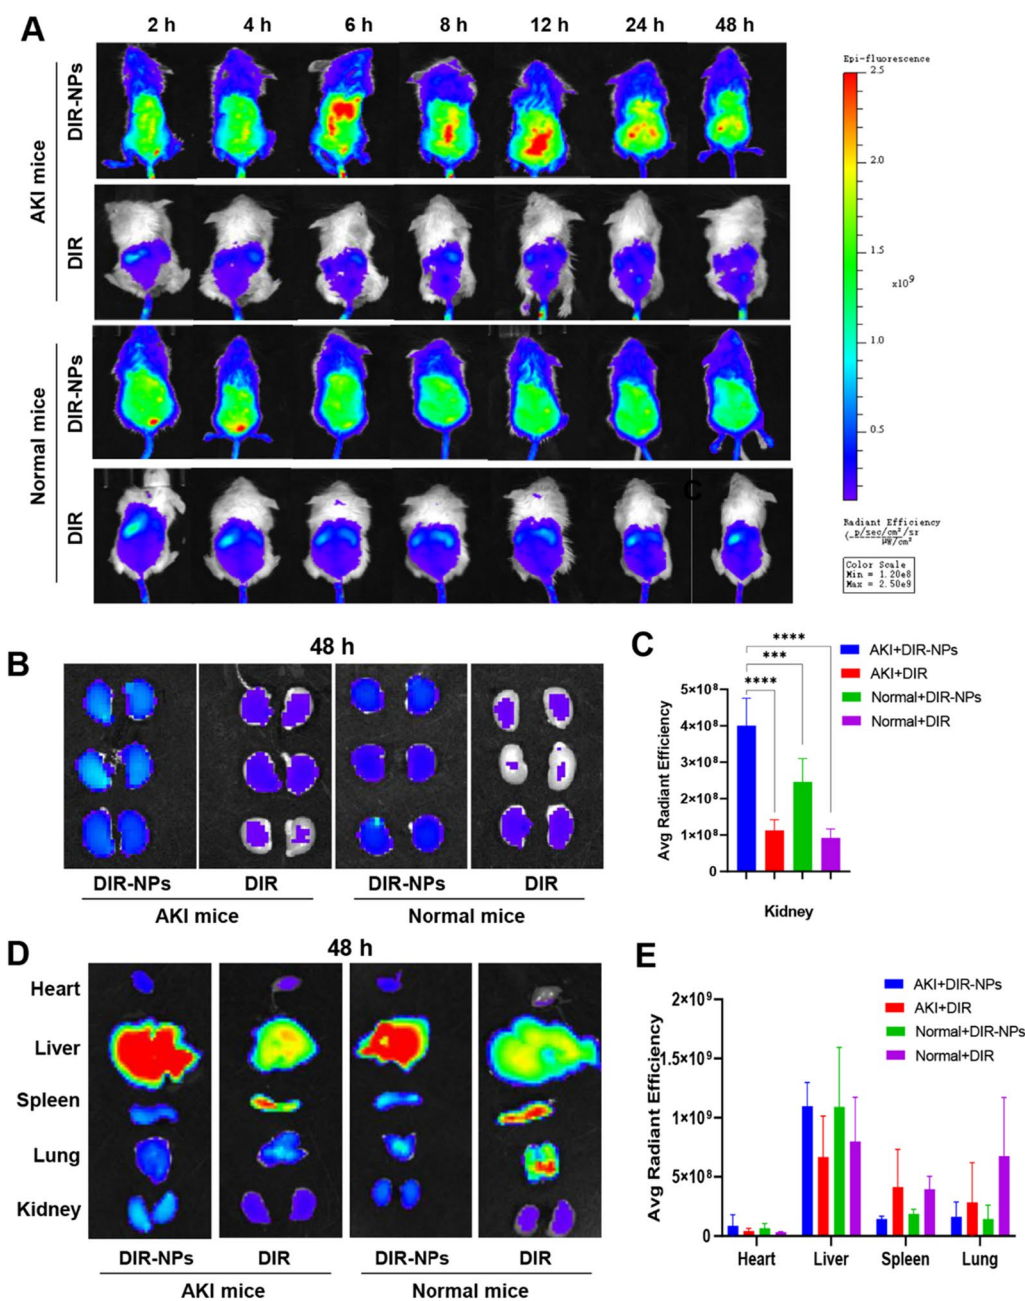 A
2 h 4 h 6 h 8 h 12 h 24 h 48 h
AKI mice
DIR-NPs
DIR
Normal mice
DIR-NPs
DIR
C
Epi-fluorescence
2.5
2.0
1.5
x10⁹
1.0
0.5
Radiant Efficiency
(p/sec/cm²/sr
µW/cm²
Color Scale
Min = 1.20e8
Max = 2.50e9
B
48 h
DIR-NPs DIR DIR-NPs DIR
AKI mice Normal mice
C
**** 
***
****
AKI+DIR-NPs
AKI+DIR
Normal+DIR-NPs
Normal+DIR
Avg Radiant Efficiency
5×10⁸
4×10⁸
3×10⁸
2×10⁸
1×10⁸
0
Kidney
D
48 h
Heart
Liver
Spleen
Lung
Kidney
DIR-NPs DIR DIR-NPs DIR
AKI mice Normal mice
E
AKI+DIR-NPs
AKI+DIR
Normal+DIR-NPs
Normal+DIR
Avg Radiant Efficiency
2×10⁹
1.5×10⁹
1×10⁹
5×10⁸
0
Heart Liver Spleen Lung